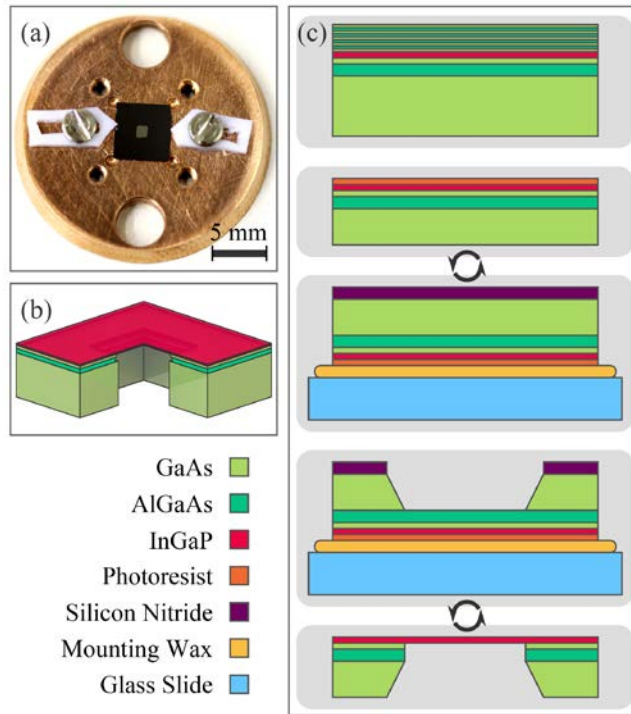 (a)
5 mm
(b)
GaAs
AlGaAs
InGaP
Photoresist
Silicon Nitride
Mounting Wax
Glass Slide
(c)